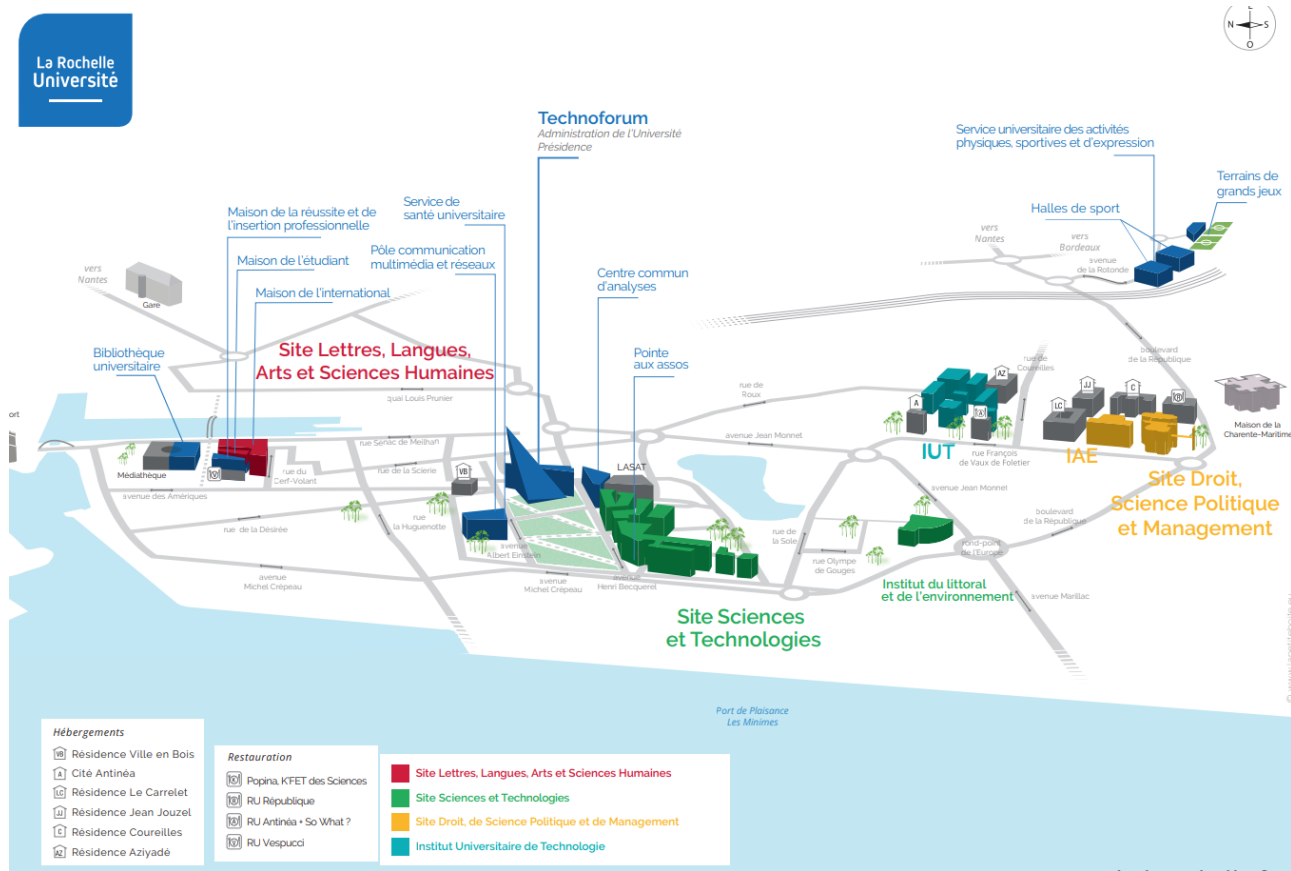 La Rochelle
Université
N
S
O
Technoforum
Administration de l'Université
Présidence
Service universitaire des activités
physiques, sportives et d'expression
Terrains de
grands jeux
Halles de sport
Service de
santé universitaire
Maison de la réussite et de
l'insertion professionnelle
Pôle communication
multimédia et réseaux
Maison de l'étudiant
Maison de l'international
Centre commun
d'analyses
vers
Nantes
vers
Bordeaux
avenue
de la Rotonde
vers
Nantes
Gare
Site Lettres, Langues,
Arts et Sciences Humaines
Bibliothèque
universitaire
Pointe
aux assos
quai Louis Prunier
rue de
Roux
rue de
Coureilles
boulevard
de la République
AZ
A
JJ
C
LC
Maison de la
Charente-Maritime
port
rue Sénac de Meilhan
avenue Jean Monnet
IUT
rue François
de Vaux de Foletier
IAE
Médiathèque
rue du
Cerf-Volant
rue de la Scierie
VB
LASAT
avenue des Amériques
rue de la Désirée
rue
la Huguenotte
avenue
Albert Einstein
rue de
la Sole
avenue Jean Monnet
boulevard
de la République
Site Droit,
Science Politique
et Management
rond-point
de l'Europe
rue Olympe
de Gouges
avenue
Michel Crépeau
avenue
Michel Crépeau
avenue
Henri Becquerel
Institut du littoral
et de l'environnement
avenue Marillac
Site Sciences
et Technologies
Port de Plaisance
Les Minimes
Hébergements
VB Résidence Ville en Bois
A Cité Antinéa
LC Résidence Le Carrelet
JJ Résidence Jean Jouzel
C Résidence Coureilles
AZ Résidence Aziyadé
Restauration
Popina, K'FET des Sciences
RU République
RU Antinéa + So What ?
RU Vespucci
Site Lettres, Langues, Arts et Sciences Humaines
Site Sciences et Technologies
Site Droit, de Science Politique et de Management
Institut Universitaire de Technologie